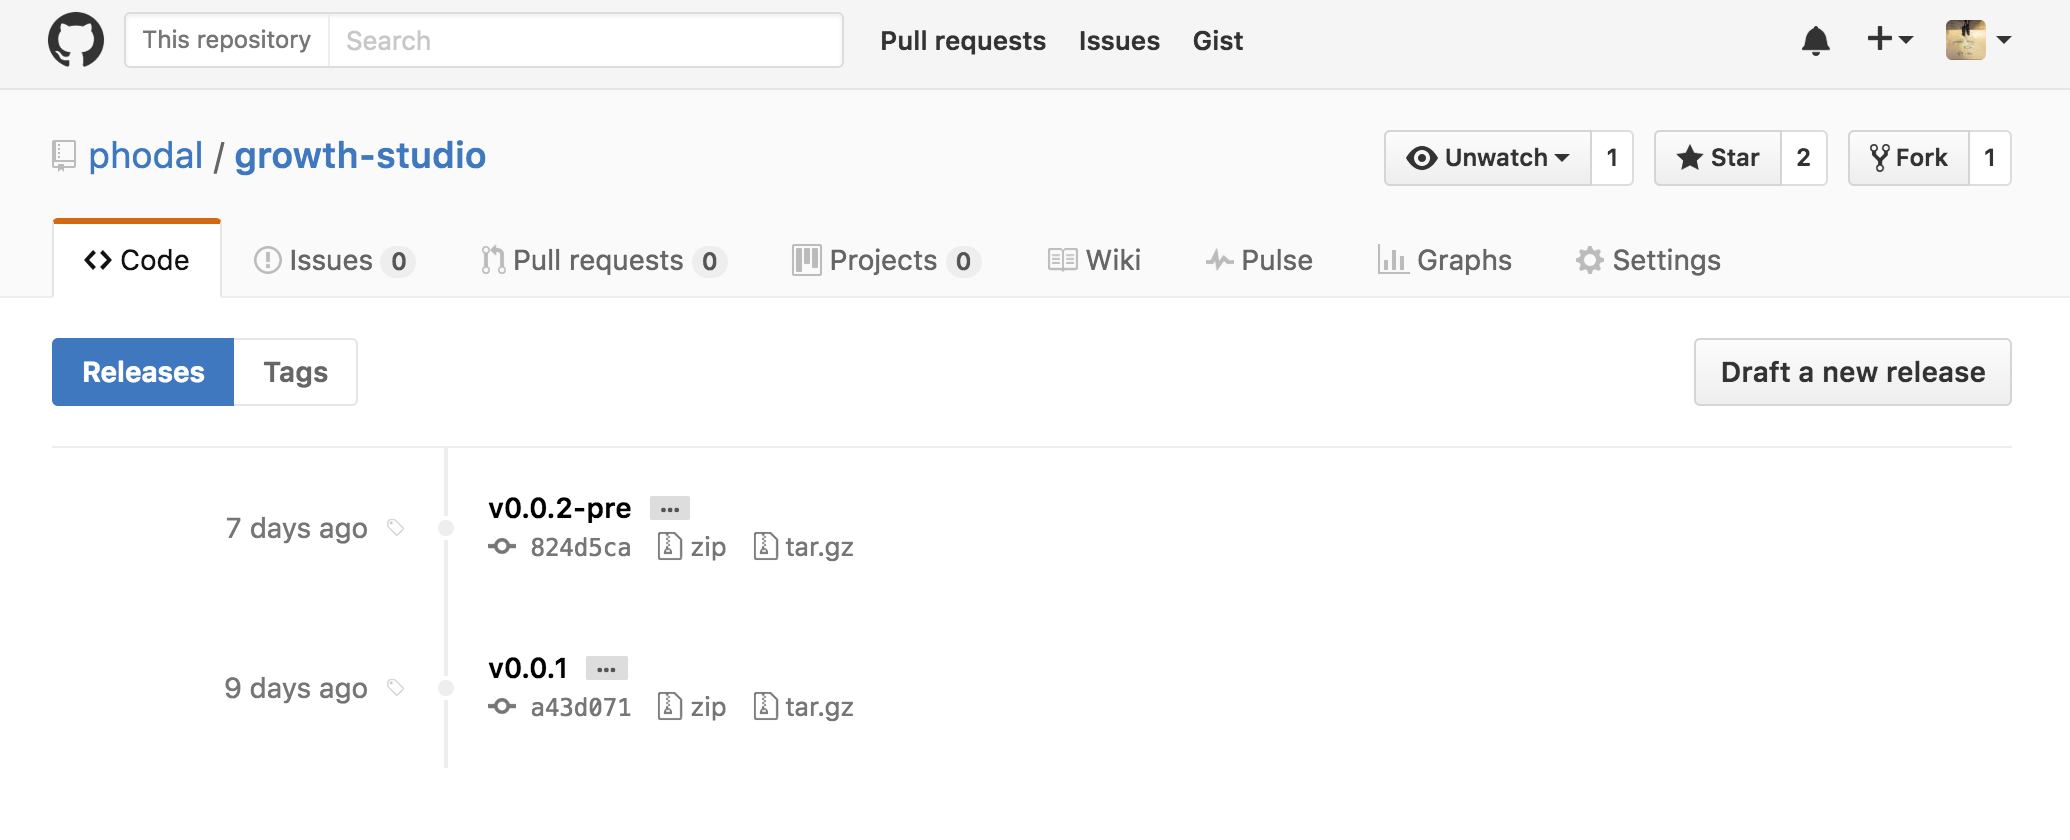 This repository Search Pull requests Issues Gist
phodal / growth-studio Unwatch 1 Star 2 Fork 1
Code Issues 0 Pull requests 0 Projects 0 Wiki Pulse Graphs Settings
Releases Tags Draft a new release
v0.0.2-pre ...
7 days ago
824d5ca zip tar.gz
v0.0.1 ...
9 days ago
a43d071 zip tar.gz